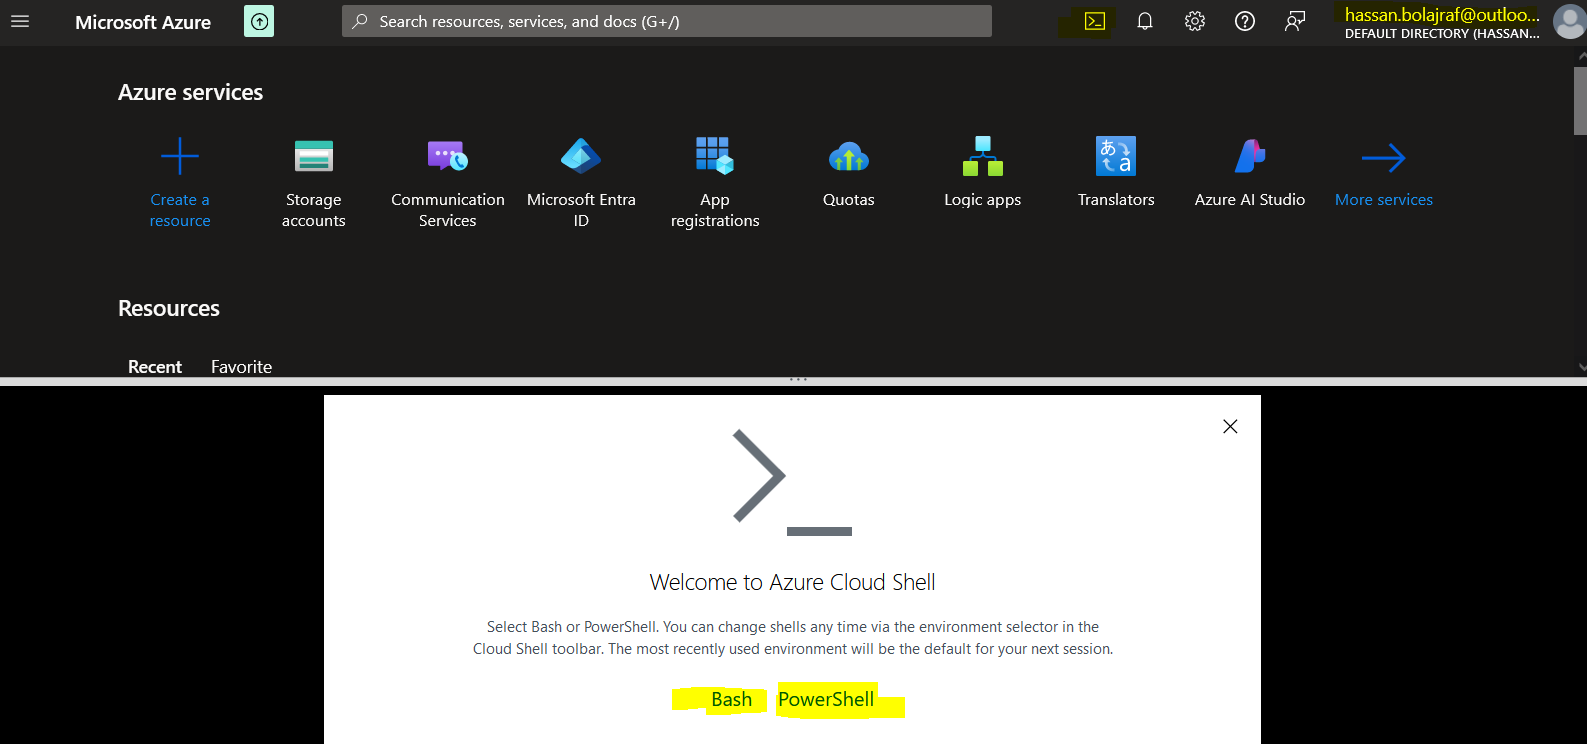 Microsoft Azure
Search resources, services, and docs (G+/)
hassan.bolajraf@outloo...
DEFAULT DIRECTORY (HASSAN...
Azure services
Create a
resource
Storage
accounts
Communication
Services
Microsoft Entra
ID
App
registrations
Quotas
Logic apps
Translators
Azure AI Studio
More services
Resources
Recent Favorite
Welcome to Azure Cloud Shell
Select Bash or PowerShell. You can change shells any time via the environment selector in the
Cloud Shell toolbar. The most recently used environment will be the default for your next session.
Bash PowerShell